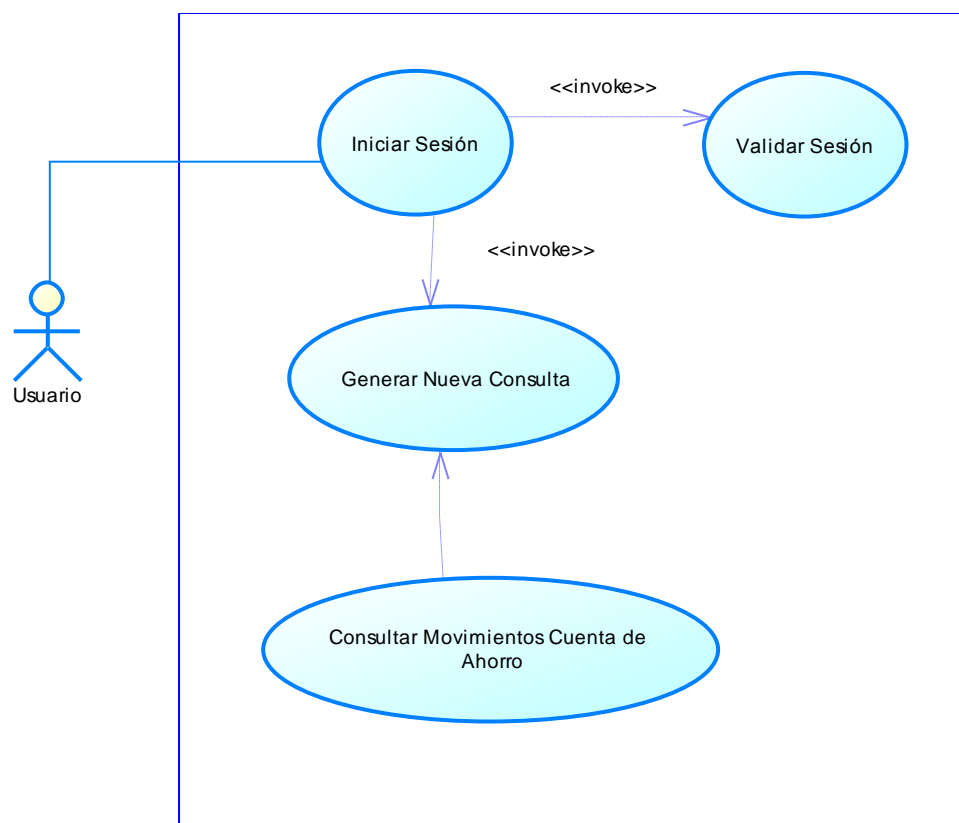 <<invoke>>
Iniciar Sesión
Validar Sesión
<<invoke>>
Generar Nueva Consulta
Usuario
Consultar Movimientos Cuenta de
Ahorro